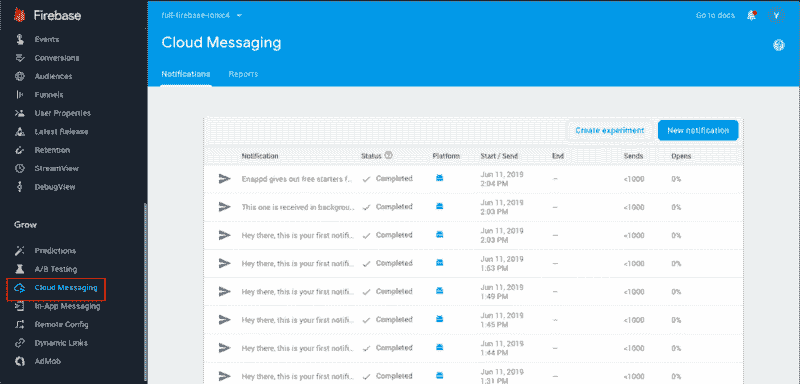 Firebase
full-firebase-ionic4
Go to docs
Y
Events
Conversions
Audiences
Funnels
User Properties
Latest Release
Retention
StreamView
DebugView
Grow
Predictions
A/B Testing
Cloud Messaging
In-App Messaging
Remote Config
Dynamic Links
AdMob
Cloud Messaging
Notifications Reports
Create experiment New notification
Notification Status Platform Start / Send End Sends Opens
Enappd gives out free starters f... Completed Jun 11, 2019 2:04 PM – <1000 0%
This one is received in backgrou... Completed Jun 11, 2019 2:03 PM – <1000 0%
Hey there, this is your first notifi... Completed Jun 11, 2019 2:03 PM – <1000 0%
Hey there, this is your first notifi... Completed Jun 11, 2019 1:53 PM – <1000 0%
Hey there, this is your first notifi... Completed Jun 11, 2019 1:49 PM – <1000 0%
Hey there, this is your first notifi... Completed Jun 11, 2019 1:45 PM – <1000 0%
Hey there, this is your first notifi... Completed Jun 11, 2019 1:44 PM – <1000 0%
Hey there, this is your first notifi... Completed Jun 11, 2019 1:31 PM – <1000 0%